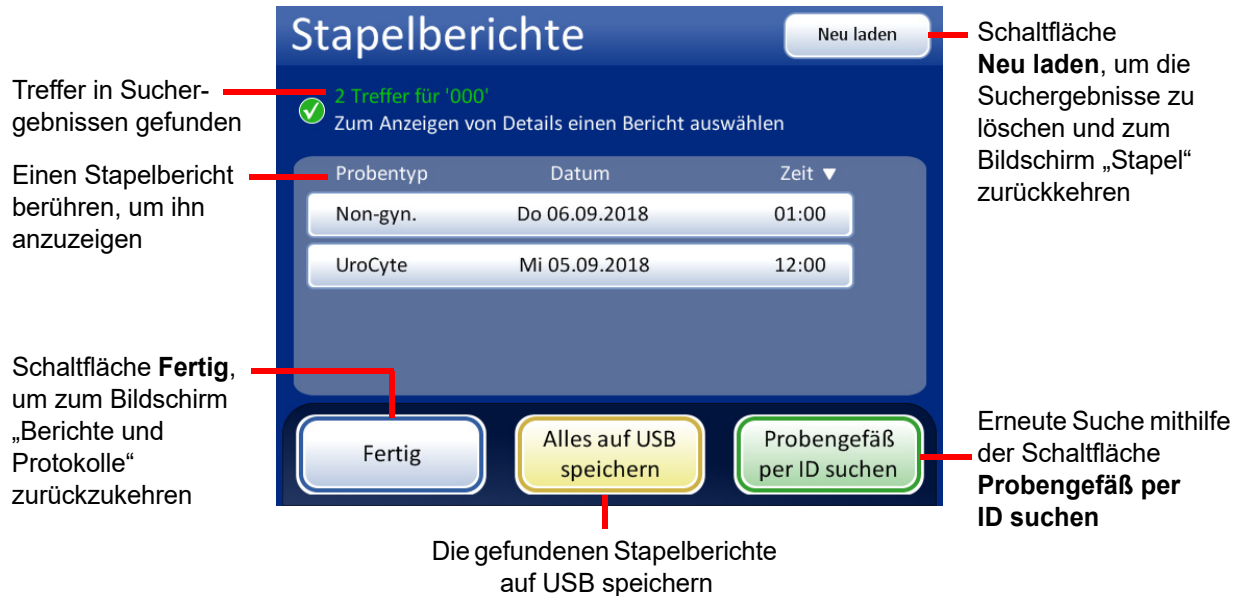 Stapelberichte
Neu laden
2 Treffer für '000'
Zum Anzeigen von Details einen Bericht auswählen
Probentyp Datum Zeit ▼
Non-gyn. Do 06.09.2018 01:00
UroCyte Mi 05.09.2018 12:00
Fertig
Alles auf USB
speichern
Probengefäß
per ID suchen
Treffer in Sucher-
gebnissen gefunden
Einen Stapelbericht
berühren, um ihn
anzuzeigen
Schaltfläche Fertig,
um zum Bildschirm
„Berichte und
Protokolle“
zurückzukehren
Schaltfläche
Neu laden, um die
Suchergebnisse zu
löschen und zum
Bildschirm „Stapel“
zurückkehren
Erneute Suche mithilfe
der Schaltfläche
Probengefäß per
ID suchen
Die gefundenen Stapelberichte
auf USB speichern